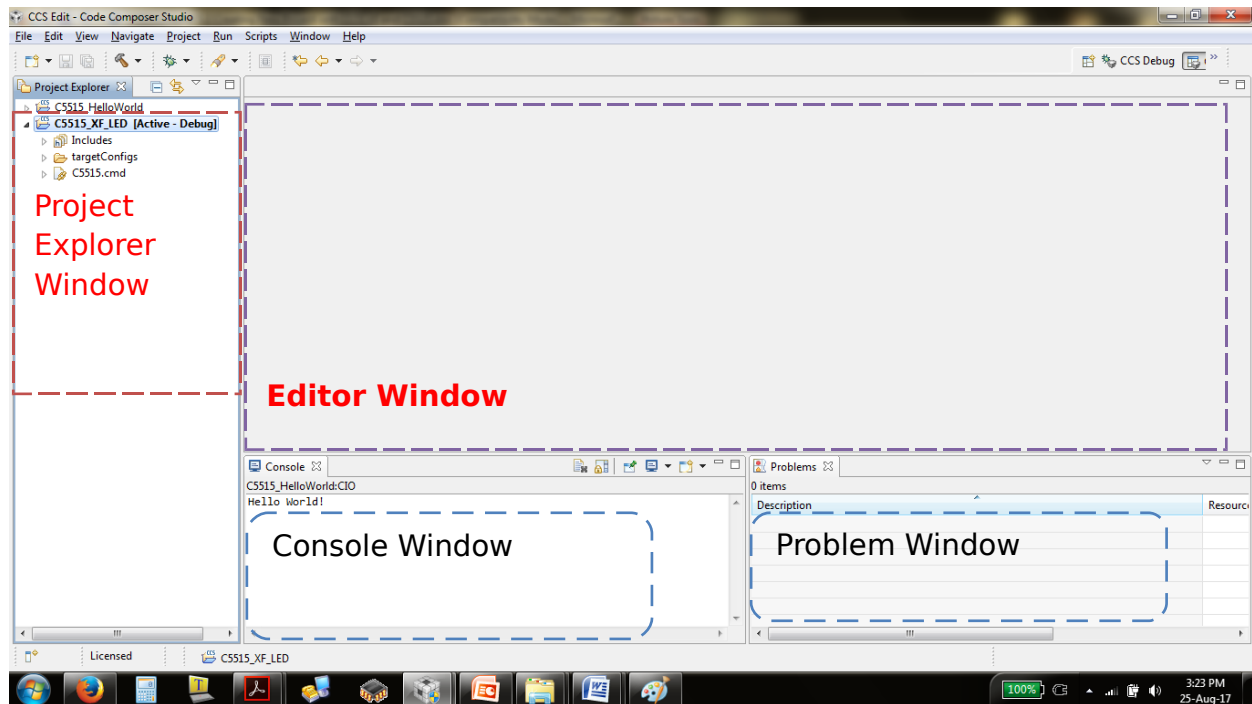 CCS Edit - Code Composer Studio
File Edit View Navigate Project Run Scripts Window Help
CCS Debug
Project Explorer
C5515_HelloWorld
C5515_XF_LED [Active - Debug]
Includes
targetConfigs
C5515.cmd
Project
Explorer
Window
Editor Window
Console
C5515_HelloWorld:CIO
Hello World!
Console Window
Problems
0 items
Description Resourc
Problem Window
Licensed C5515_XF_LED
100% 3:23 PM
25-Aug-17